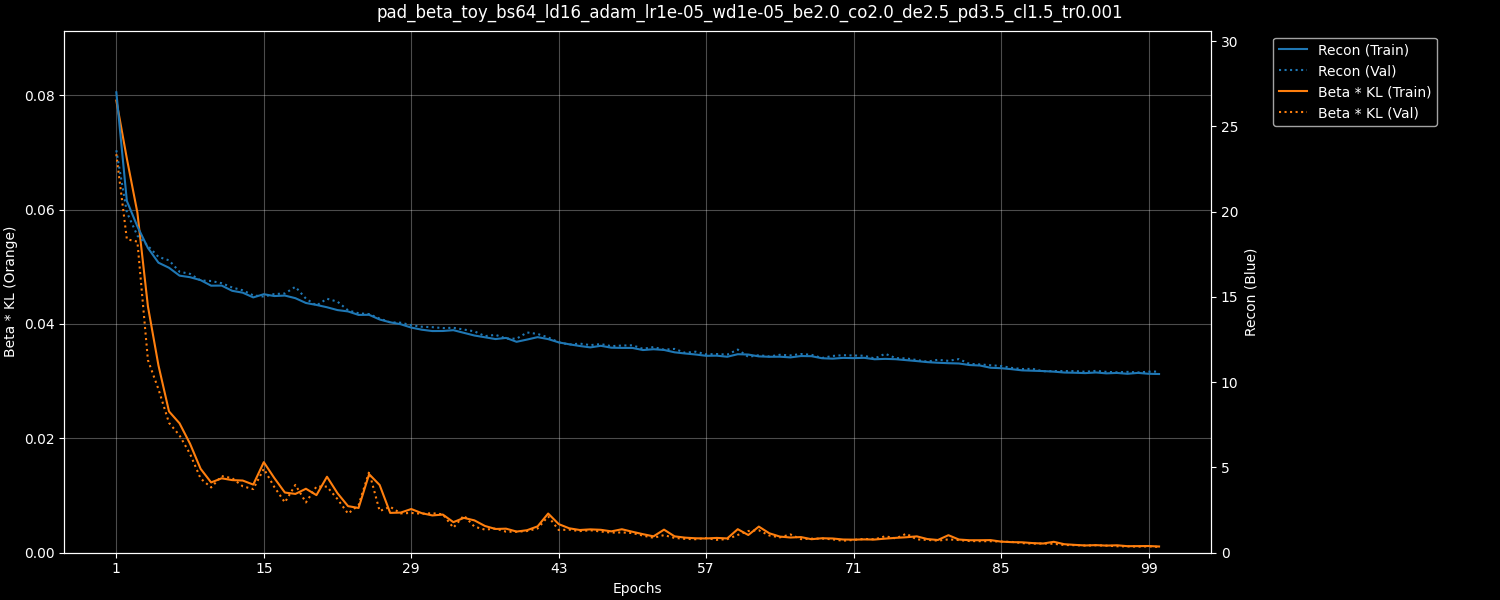 pad_beta_toy_bs64_ld16_adam_lr1e-05_wd1e-05_be2.0_co2.0_de2.5_pd3.5_cl1.5_tr0.001
Recon (Train)
Recon (Val)
Beta * KL (Train)
Beta * KL (Val)
Beta * KL (Orange)
0.08
0.06
0.04
0.02
0.00
30
25
20
15
10
5
0
Recon (Blue)
1 15 29 43 57 71 85 99
Epochs